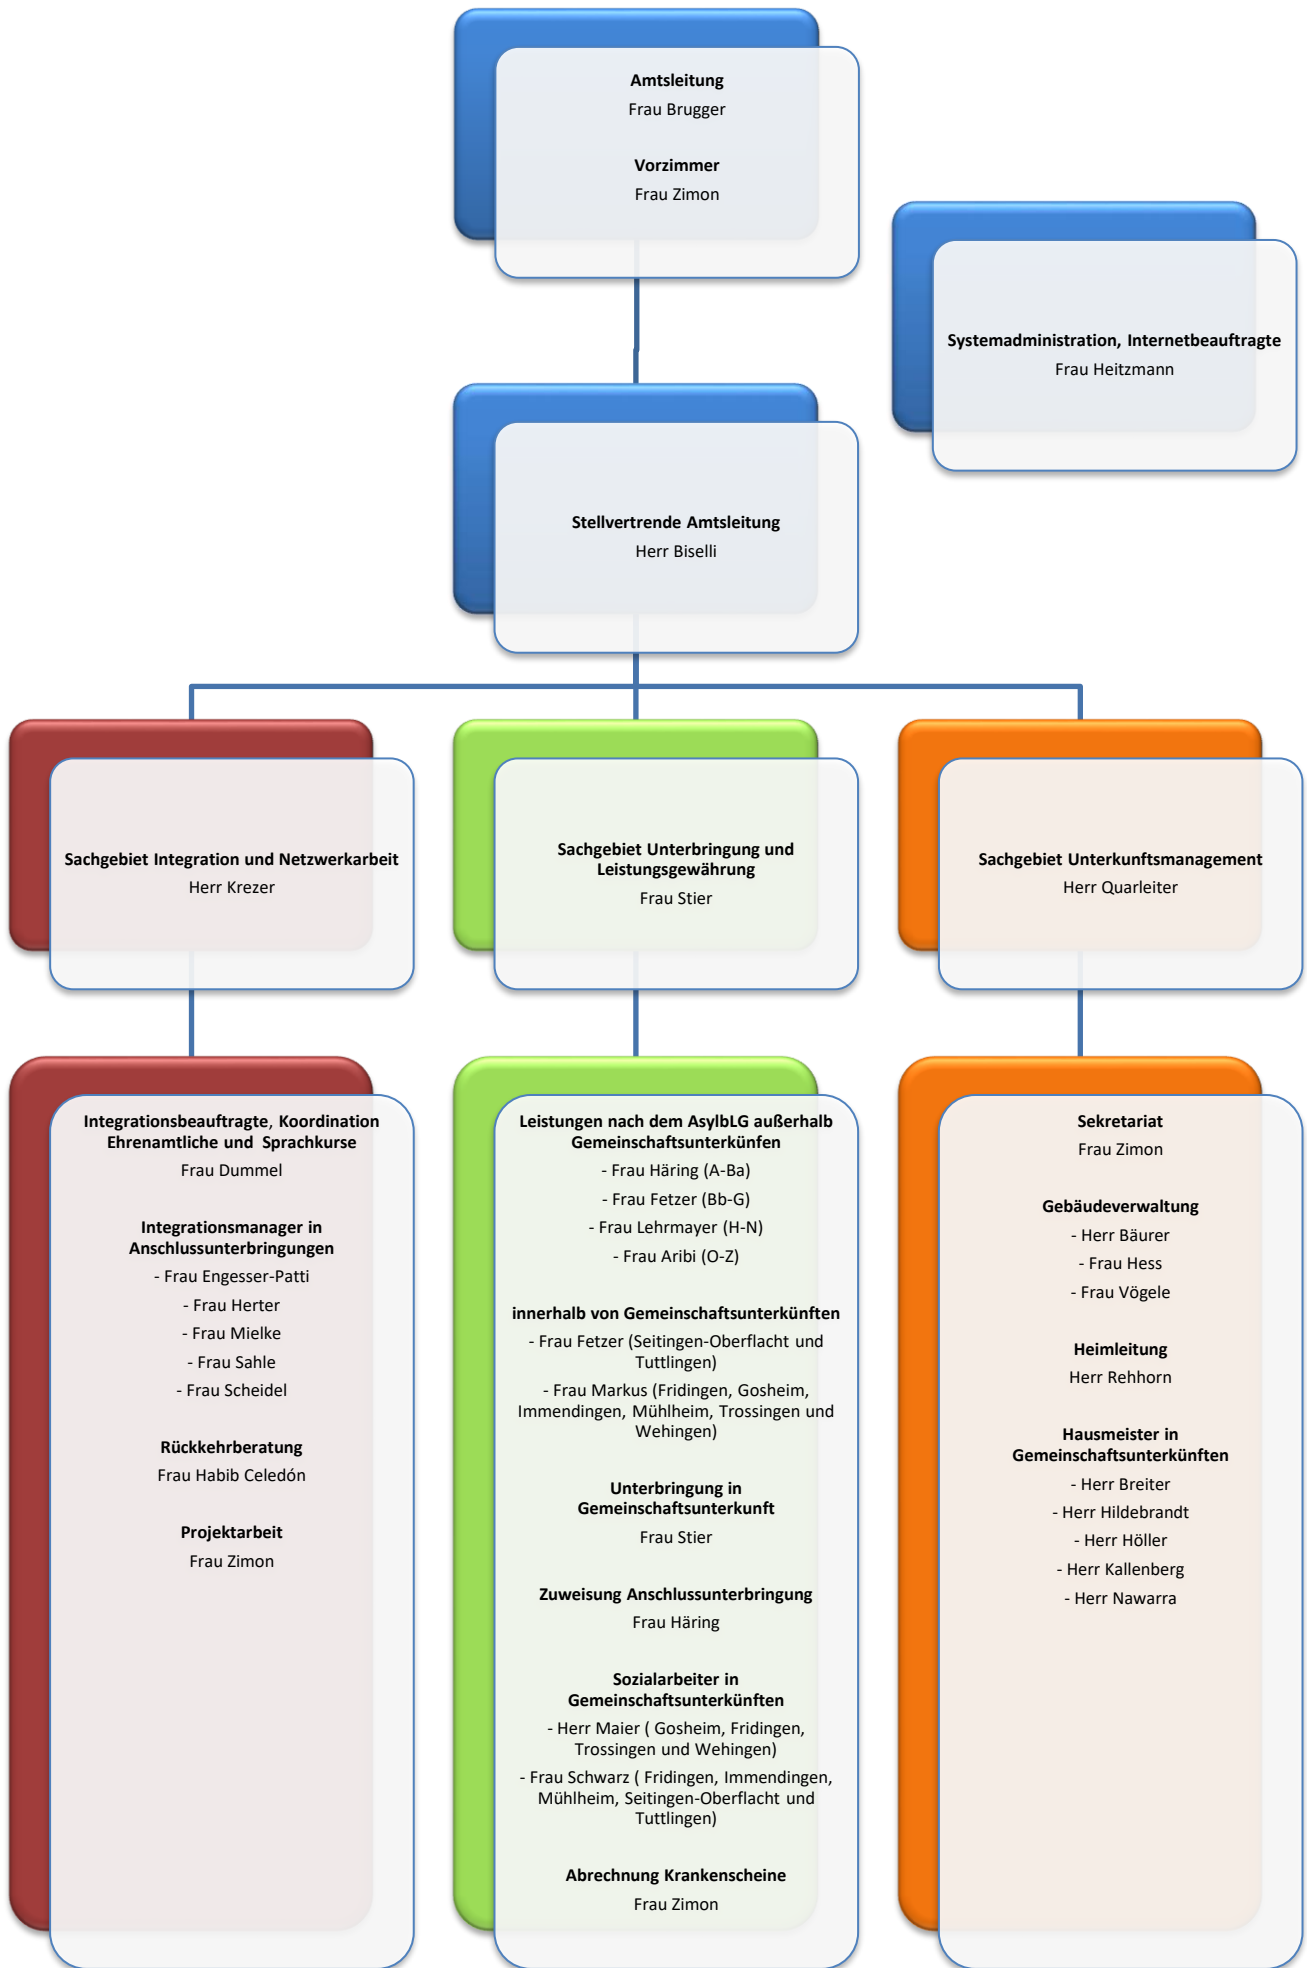 Amtsleitung
Frau Brugger
Vorzimmer
Frau Zimon
Systemadministration, Internetbeauftragte
Frau Heitzmann
Stellvertrende Amtsleitung
Herr Biselli
Sachgebiet Integration und Netzwerkarbeit
Herr Krezer
Sachgebiet Unterbringung und
Leistungsgewährung
Frau Stier
Sachgebiet Unterkunftsmanagement
Herr Quarleiter
Integrationsbeauftragte, Koordination
Ehrenamtliche und Sprachkurse
Frau Dummel
Integrationsmanager in
Anschlussunterbringungen
- Frau Engesser-Patti
- Frau Herter
- Frau Mielke
- Frau Sahle
- Frau Scheidel
Rückkehrberatung
Frau Habib Celedón
Projektarbeit
Frau Zimon
Leistungen nach dem AsylbLG außerhalb
Gemeinschaftsunterkünfen
- Frau Häring (A-Ba)
- Frau Fetzer (Bb-G)
- Frau Lehrmayer (H-N)
- Frau Aribi (O-Z)
innerhalb von Gemeinschaftsunterkünften
- Frau Fetzer (Seitingen-Oberflacht und
Tuttlingen)
- Frau Markus (Fridingen, Gosheim,
Immendingen, Mühlheim, Trossingen und
Wehingen)
Unterbringung in
Gemeinschaftsunterkunft
Frau Stier
Zuweisung Anschlussunterbringung
Frau Häring
Sozialarbeiter in
Gemeinschaftsunterkünften
- Herr Maier ( Gosheim, Fridingen,
Trossingen und Wehingen)
- Frau Schwarz ( Fridingen, Immendingen,
Mühlheim, Seitingen-Oberflacht und
Tuttlingen)
Abrechnung Krankenscheine
Frau Zimon
Sekretariat
Frau Zimon
Gebäudeverwaltung
- Herr Bäurer
- Frau Hess
- Frau Vögele
Heimleitung
Herr Rehhorn
Hausmeister in
Gemeinschaftsunterkünften
- Herr Breiter
- Herr Hildebrandt
- Herr Höller
- Herr Kallenberg
- Herr Nawarra